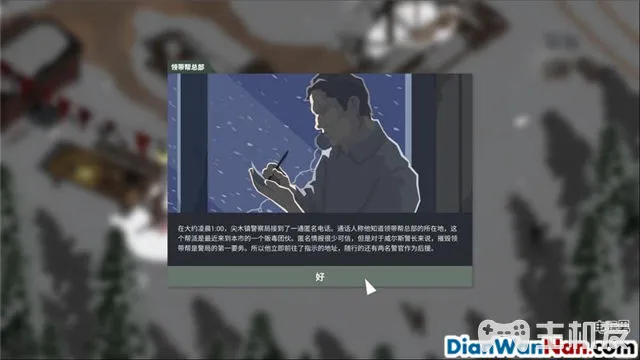 领带帮总部
在大约凌晨1:00，尖木镇警察局接到了一通匿名电话。通话人称他知道领带帮总部的所在地，这
个帮派是最近来到本市的一个贩毒团伙。匿名情报很少可信，但是对于威尔斯警长来说，摧毁领
带帮是警局的第一要务。所以他立即前往了指示的地址，随行的还有两名警官作为后援。
好
主机友
DianWanNan.com